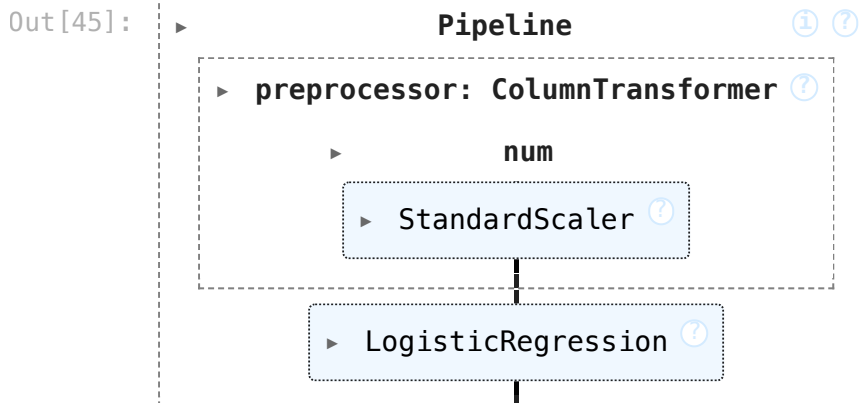 Out[45]:
▸ Pipeline i ?
▸ preprocessor: ColumnTransformer ?
▸ num
▸ StandardScaler ?
▸ LogisticRegression ?